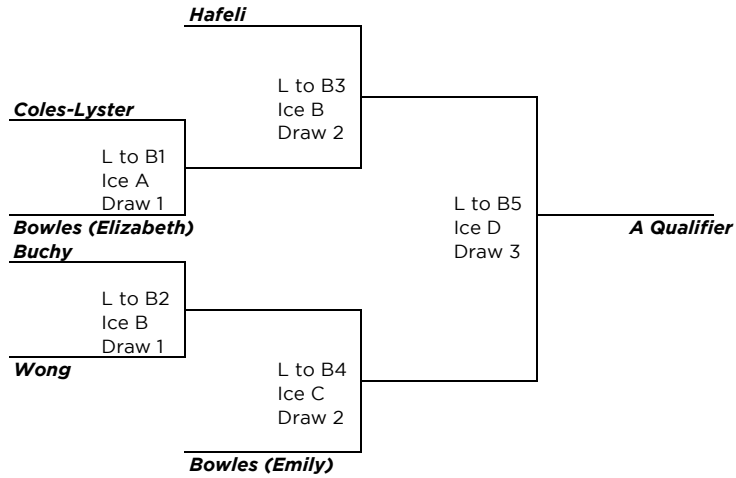 Hafeli
L to B3
Ice B
Draw 2
Coles-Lyster
L to B1
Ice A
Draw 1
Bowles (Elizabeth)
L to B5
Ice D
Draw 3
A Qualifier
Buchy
L to B2
Ice B
Draw 1
Wong
L to B4
Ice C
Draw 2
Bowles (Emily)